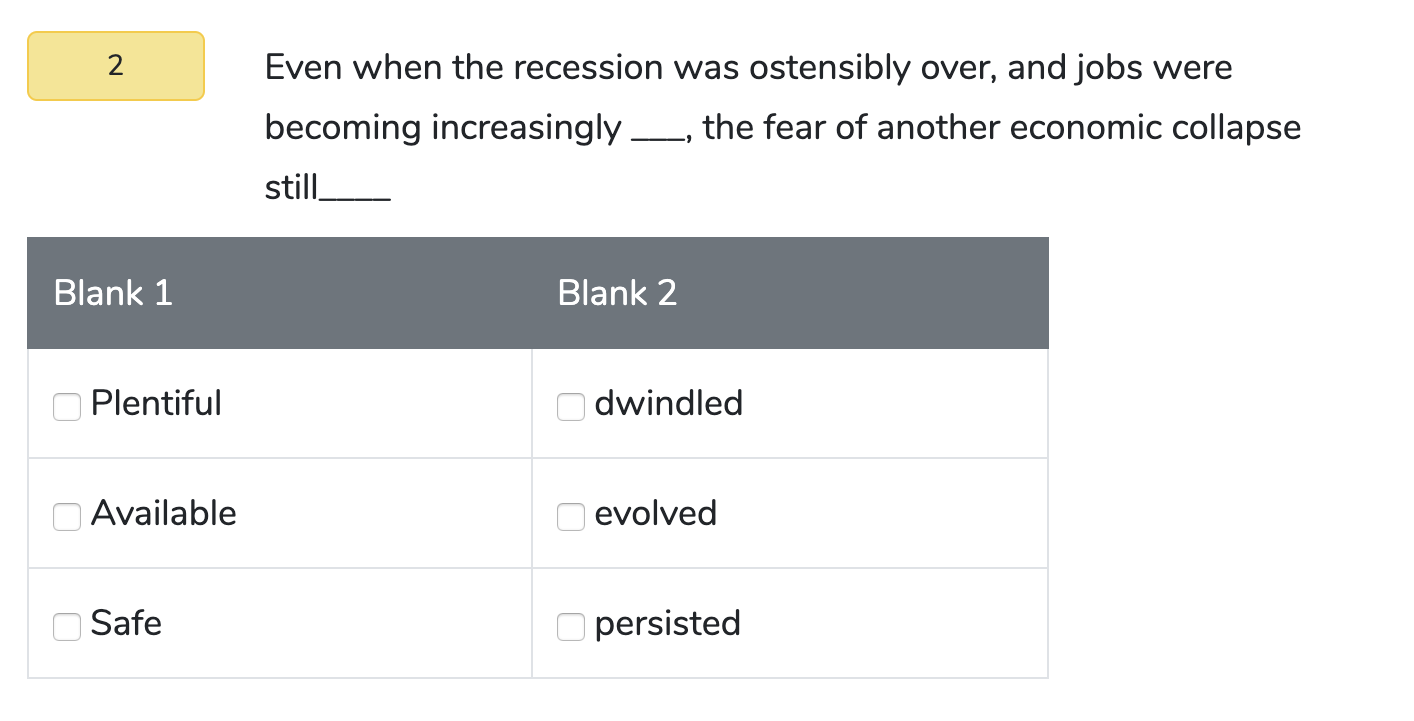 2
Even when the recession was ostensibly over, and jobs were
becoming increasingly ___, the fear of another economic collapse
still____
Blank 1 Blank 2
Plentiful dwindled
Available evolved
Safe persisted